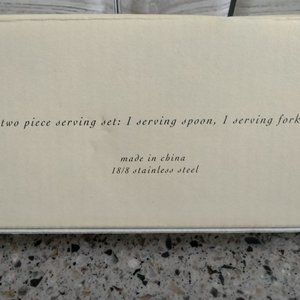 two piece serving set: 1 serving spoon, 1 serving fork
made in china
18/8 stainless steel